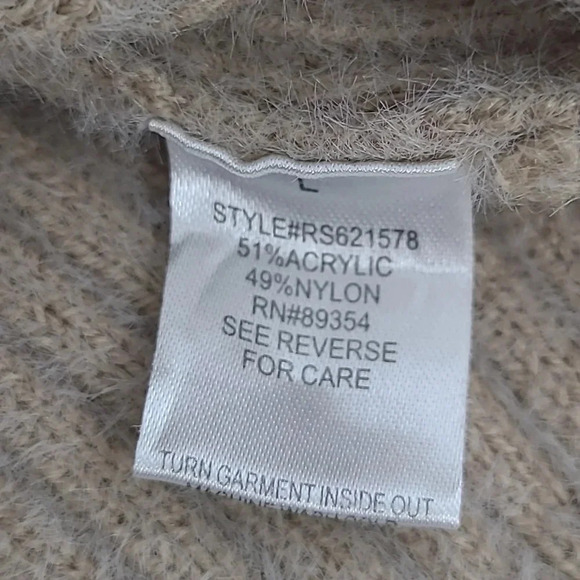 L
STYLE#RS621578
51%ACRYLIC
49%NYLON
RN#89354
SEE REVERSE
FOR CARE
TURN GARMENT INSIDE OUT